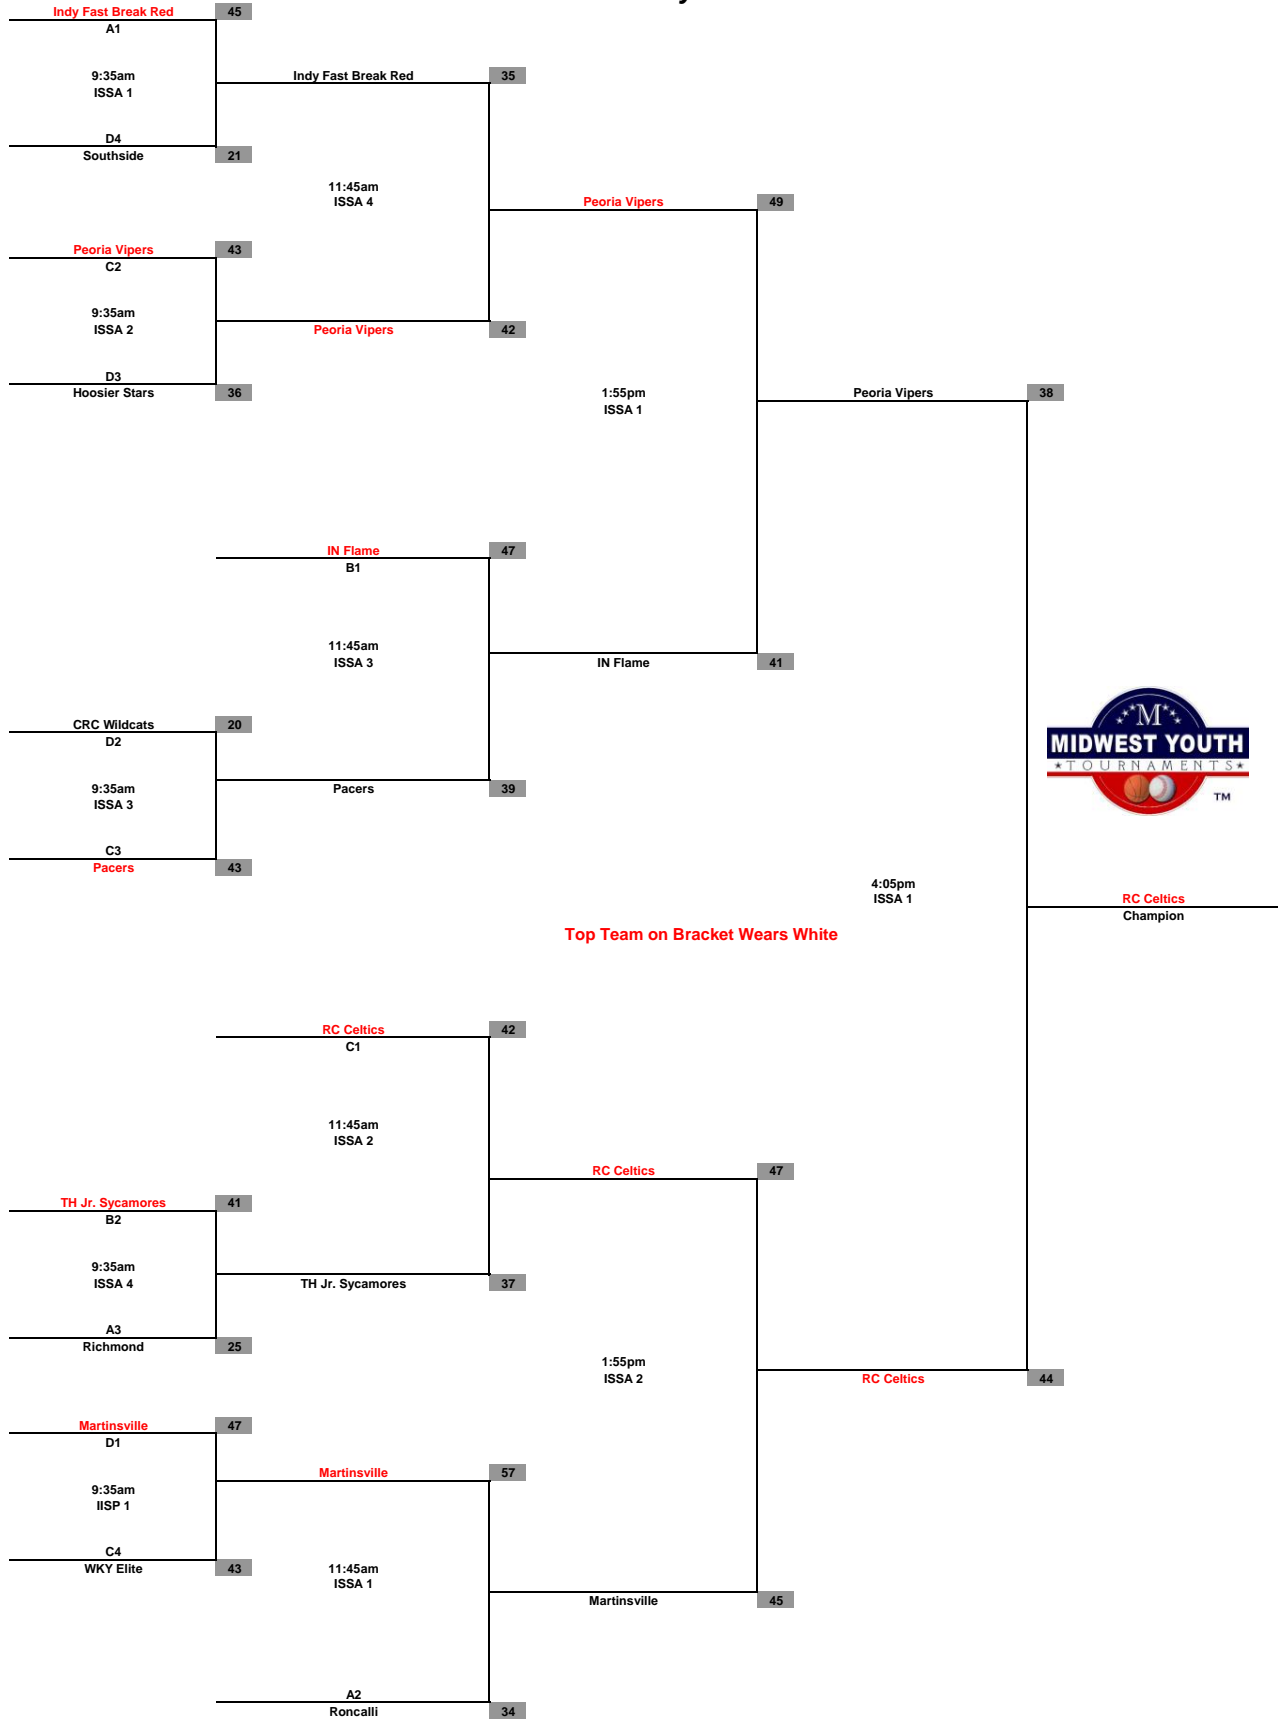 Indy Fast Break Red 45
A1
9:35am
ISSA 1
D4
Southside 21
Indy Fast Break Red 35
11:45am
ISSA 4
Peoria Vipers 49
Peoria Vipers 43
C2
9:35am
ISSA 2
D3
Hoosier Stars 36
Peoria Vipers 42
1:55pm
ISSA 1
Peoria Vipers 38
IN Flame 47
B1
11:45am
ISSA 3
IN Flame 41
CRC Wildcats 20
D2
9:35am
ISSA 3
C3
Pacers 43
Pacers 39
M
MIDWEST YOUTH
TOURNAMENTS
TM
4:05pm
ISSA 1
RC Celtics
Champion
Top Team on Bracket Wears White
RC Celtics 42
C1
11:45am
ISSA 2
RC Celtics 47
TH Jr. Sycamores 41
B2
9:35am
ISSA 4
A3
Richmond 25
TH Jr. Sycamores 37
1:55pm
ISSA 2
RC Celtics 44
Martinsville 47
D1
9:35am
IISP 1
C4
WKY Elite 43
Martinsville 57
11:45am
ISSA 1
Martinsville 45
A2
Roncalli 34